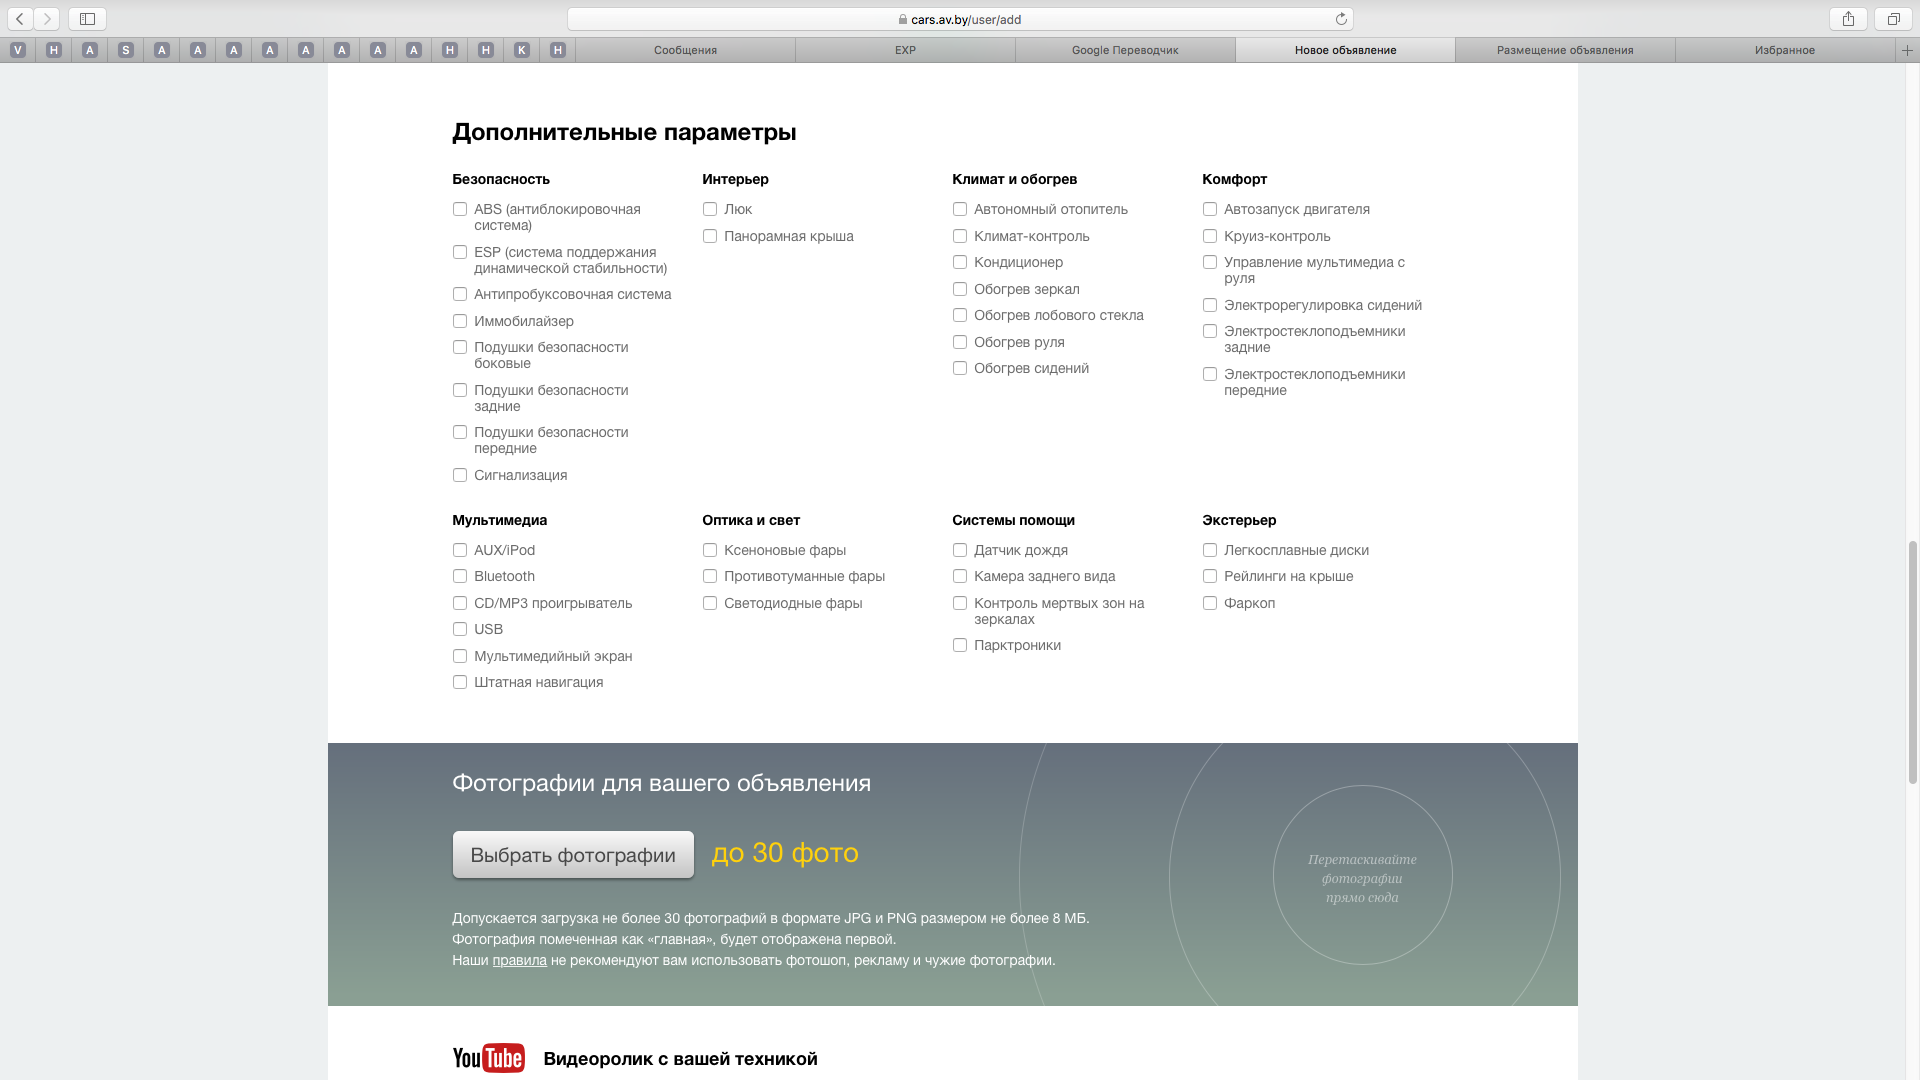 cars.av.by/user/add
V H A S A A A A A A A A H H K H Сообщения EXP Google Переводчик Новое объявление Размещение объявления Избранное
Дополнительные параметры
Безопасность
ABS (антиблокировочная
система)
ESP (система поддержания
динамической стабильности)
Антипробуксовочная система
Иммобилайзер
Подушки безопасности
боковые
Подушки безопасности
задние
Подушки безопасности
передние
Сигнализация
Интерьер
Люк
Панорамная крыша
Климат и обогрев
Автономный отопитель
Климат-контроль
Кондиционер
Обогрев зеркал
Обогрев лобового стекла
Обогрев руля
Обогрев сидений
Комфорт
Автозапуск двигателя
Круиз-контроль
Управление мультимедиа с
руля
Электрорегулировка сидений
Электростеклоподъемники
задние
Электростеклоподъемники
передние
Мультимедиа
AUX/iPod
Bluetooth
CD/MP3 проигрыватель
USB
Мультимедийный экран
Штатная навигация
Оптика и свет
Ксеноновые фары
Противотуманные фары
Светодиодные фары
Системы помощи
Датчик дождя
Камера заднего вида
Контроль мертвых зон на
зеркалах
Парктроники
Экстерьер
Легкосплавные диски
Рейлинги на крыше
Фаркоп
Фотографии для вашего объявления
Выбрать фотографии до 30 фото
Перетаскивайте
фотографии
прямо сюда
Допускается загрузка не более 30 фотографий в формате JPG и PNG размером не более 8 МБ.
Фотография помеченная как «главная», будет отображена первой.
Наши правила не рекомендуют вам использовать фотошоп, рекламу и чужие фотографии.
YouTube Видеоролик с вашей техникой